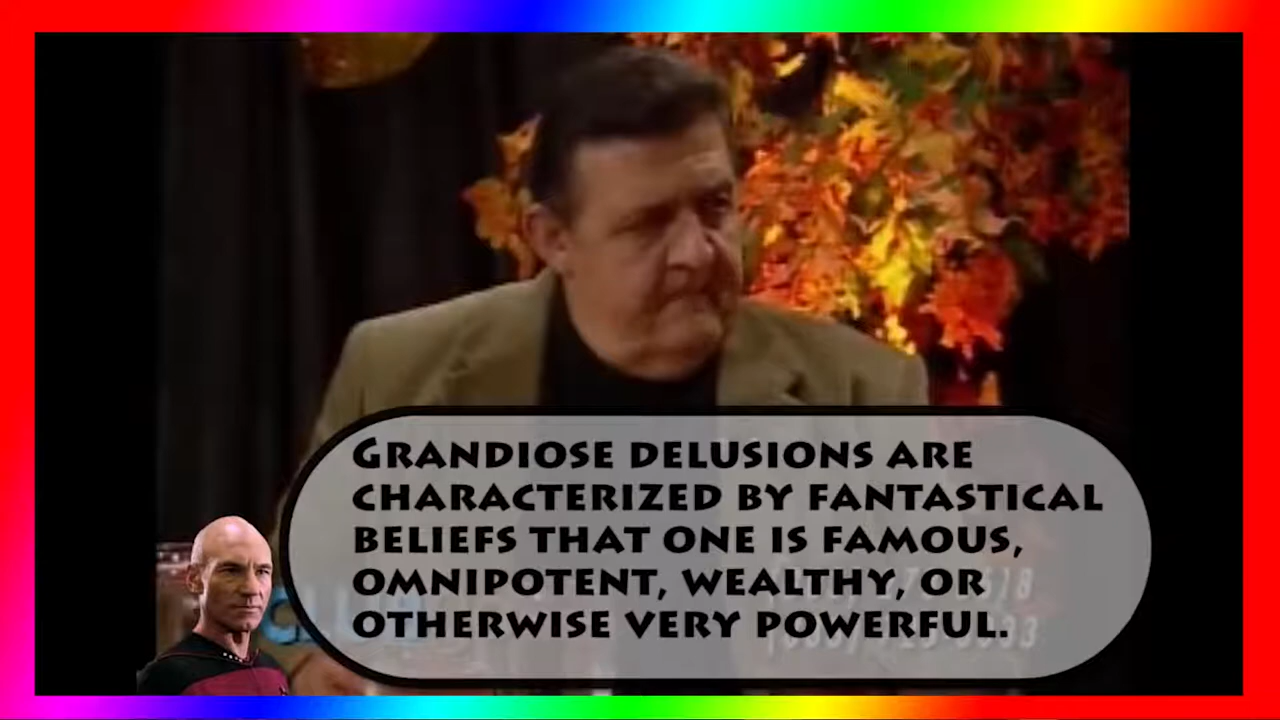 GRANDIOSE DELUSIONS ARE
CHARACTERIZED BY FANTASTICAL
BELIEFS THAT ONE IS FAMOUS,
OMNIPOTENT, WEALTHY, OR
OTHERWISE VERY POWERFUL.